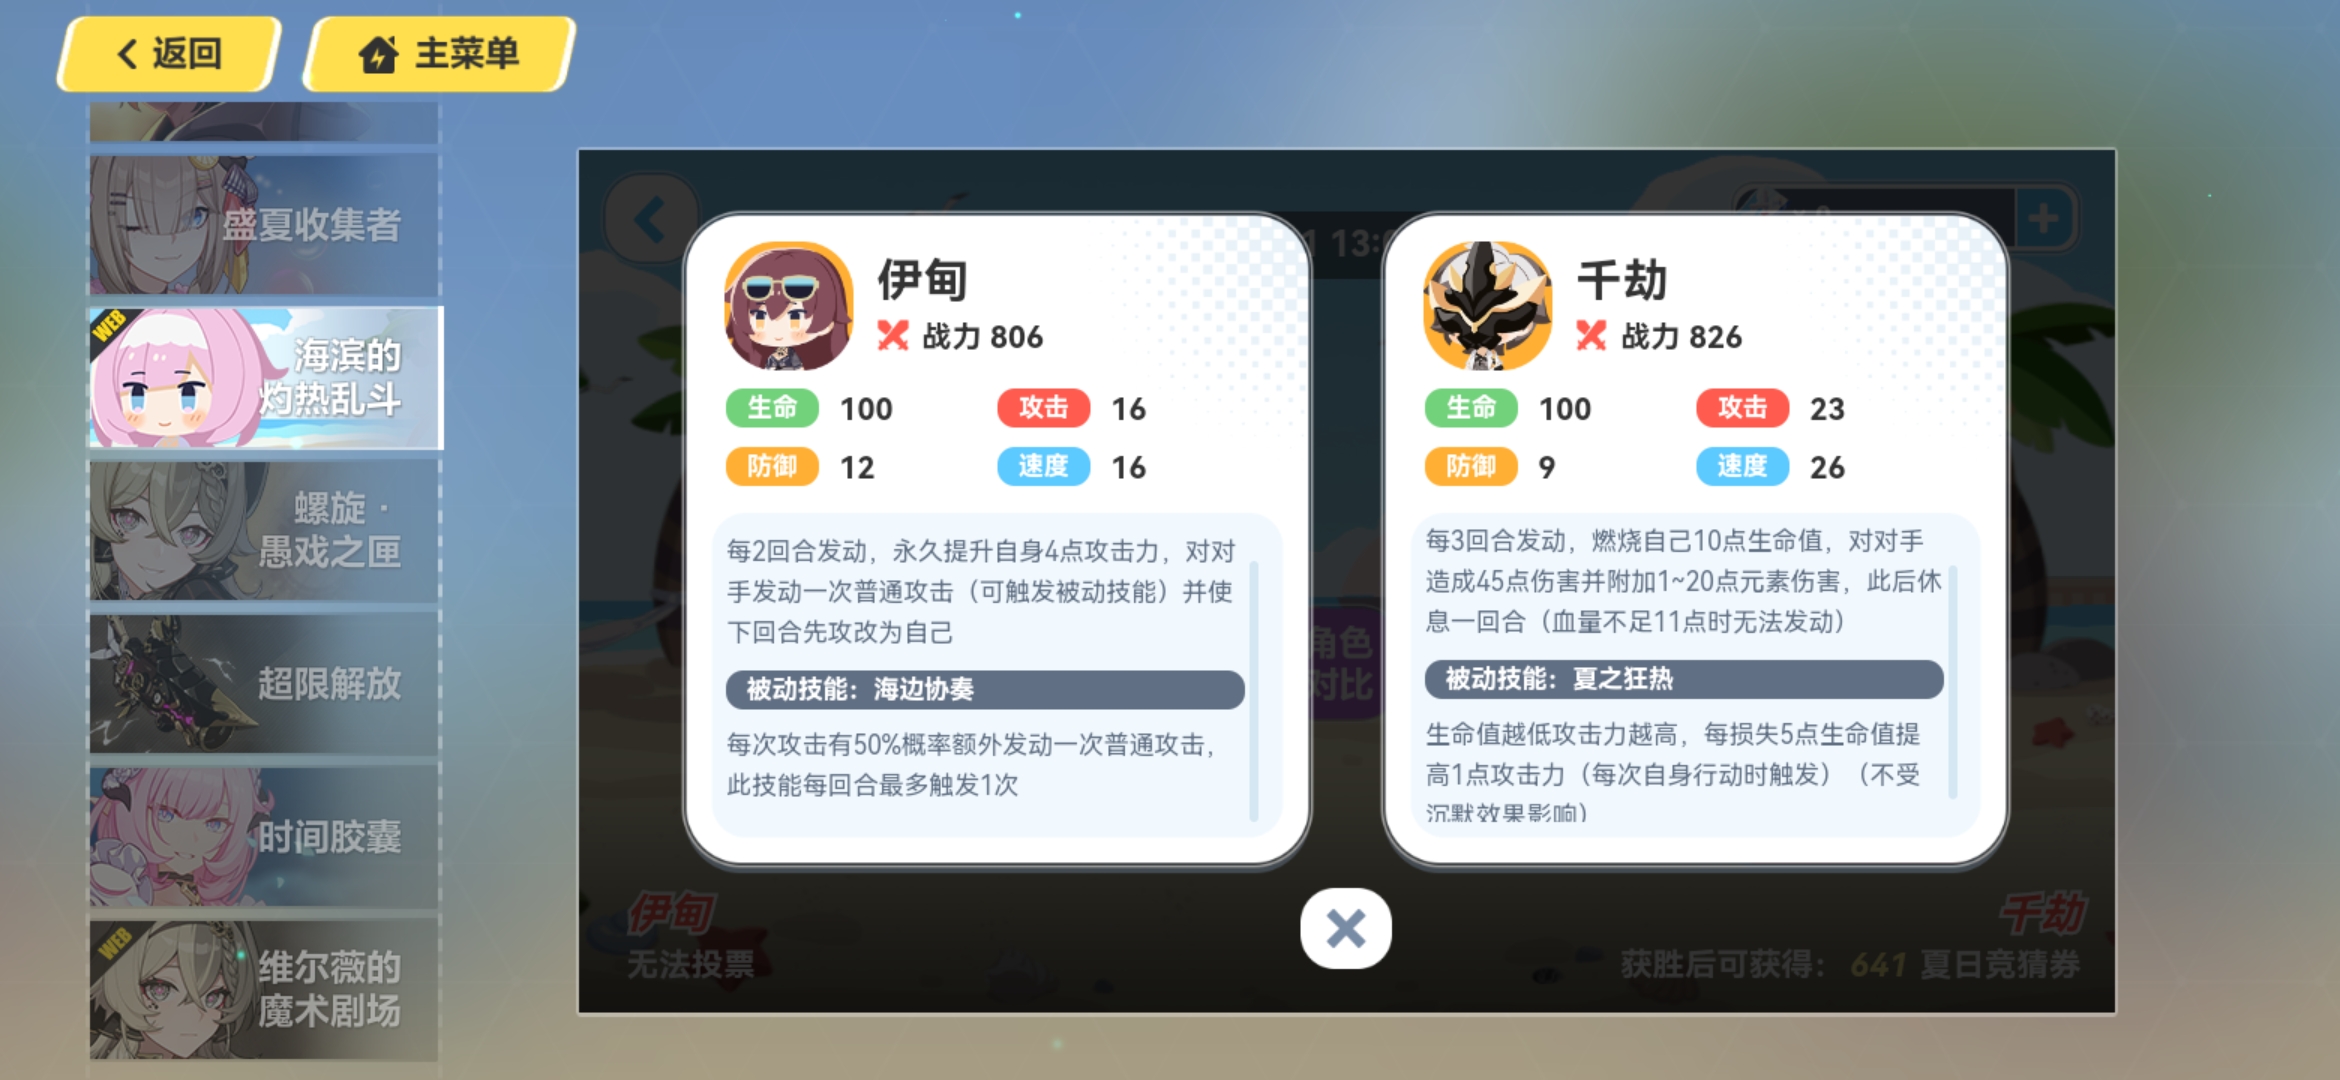 返回
主菜单
盛夏收集者
WEB
海滨的
灼热乱斗
螺旋·
愚戏之匣
超限解放
时间胶囊
WEB
维尔薇的
魔术剧场
1 13:
伊甸
战力 806
生命 100 攻击 16
防御 12 速度 16
每2回合发动，永久提升自身4点攻击力，对对
手发动一次普通攻击（可触发被动技能）并使
下回合先攻改为自己
被动技能：海边协奏
每次攻击有50%概率额外发动一次普通攻击，
此技能每回合最多触发1次
角色
对比
千劫
战力 826
生命 100 攻击 23
防御 9 速度 26
每3回合发动，燃烧自己10点生命值，对对手
造成45点伤害并附加1~20点元素伤害，此后休
息一回合（血量不足11点时无法发动）
被动技能：夏之狂热
生命值越低攻击力越高，每损失5点生命值提
高1点攻击力（每次自身行动时触发）（不受
沉默效果影响）
伊甸
无法投票
千劫
获胜后可获得： 641 夏日竞猜券